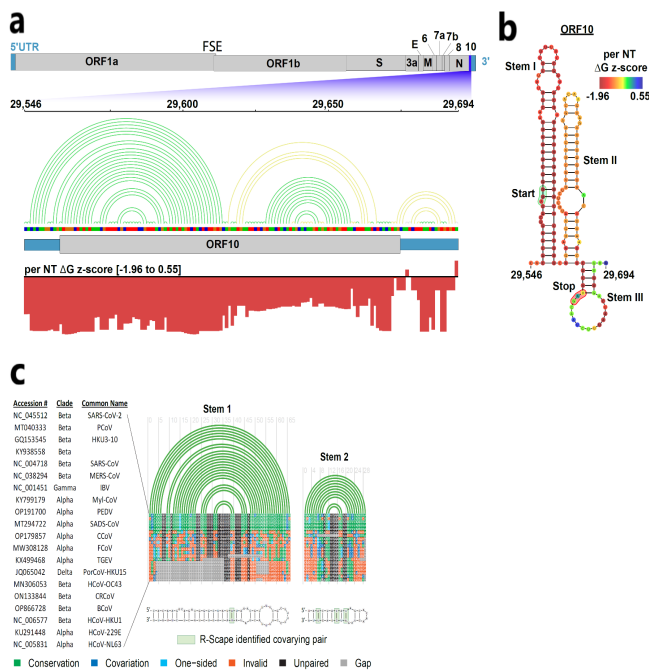 a
FSE
E 6 7a 7b 8 10
5'UTR ORF1a ORF1b S 3a M N 3'
29,546 29,600 29,650 29,694
ORF10
per NT ΔG z-score [-1.96 to 0.55]
b
ORF10
Stem I
per NT
ΔG z-score
-1.96 0.55
Stem II
Start
29,546 29,694
Stop
Stem III
c
Accession # Clade Common Name
NC_045512 Beta SARS-CoV-2
MT040333 Beta PCoV
GQ153545 Beta HKU3-10
KY938558 Beta
NC_004718 Beta SARS-CoV
NC_038294 Beta MERS-CoV
NC_001451 Gamma IBV
KY799179 Alpha Myl-CoV
OP191700 Alpha PEDV
MT294722 Alpha SADS-CoV
OP179857 Alpha CCoV
MW308128 Alpha FCoV
KX499468 Alpha TGEV
JQ065042 Delta PorCoV-HKU15
MN306053 Beta HCoV-OC43
ON133844 Beta CRCoV
OP866728 Beta BCoV
NC_006577 Beta HCoV-HKU1
KU291448 Alpha HCoV-229E
NC_005831 Alpha HCoV-NL63
Stem 1
Stem 2
5' 5'
3' 3'
R-Scape identified covarying pair
Conservation Covariation One-sided Invalid Unpaired Gap